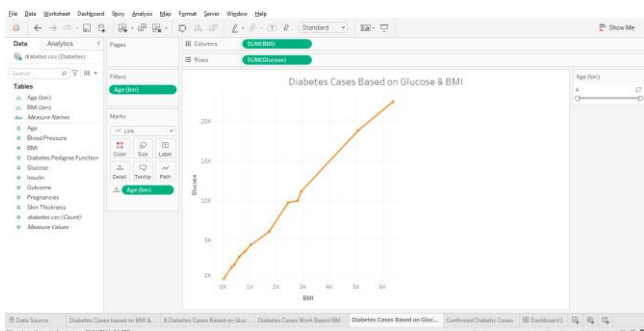 File Data Worksheet Dashboard Story Analysis Map Format Server Window Help
Standard
Show Me
Data Analytics
Pages
Columns SUM(BMI)
Rows SUM(Glucose)
diabetes csv (Diabetes)
Search
Tables
Age (bin)
BMI (bin)
Measure Names
Age
Blood Pressure
BMI
Diabetes Pedigree Function
Glucose
Insulin
Outcome
Pregnancies
Skin Thickness
diabetes csv (Count)
Measure Values
Filters
Age (bin)
Marks
Line
Color Size Label
Detail Tooltip Path
Age (bin)
Diabetes Cases Based on Glucose & BMI
Glucose
20K
15K
10K
5K
0K
0K 1K 2K 3K 4K 5K 6K
BMI
Age (bin)
4 17
Data Source
Diabetes Cases based on BMI & ...
Diabetes Cases Based on Gluc...
Diabetes Cases Work Based BM...
Diabetes Cases Based on Gluc...
Confirmed Diabetic Cases
Dashboard1